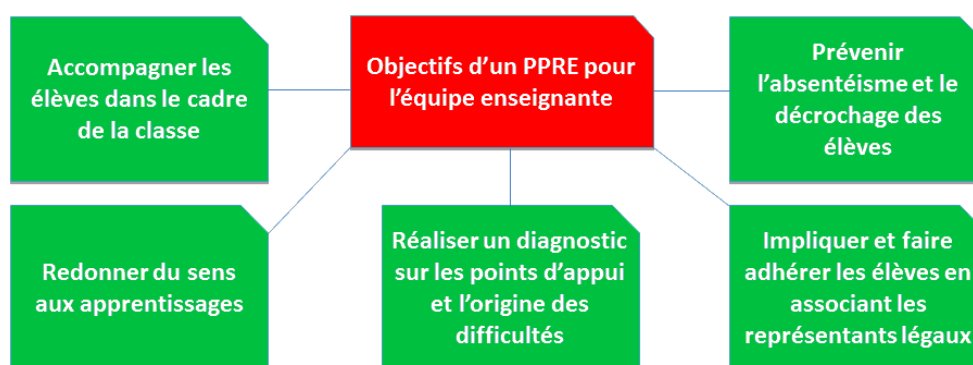 Accompagner les
élèves dans le cadre
de la classe
Objectifs d'un PPRE pour
l'équipe enseignante
Prévenir
l'absentéisme et le
décrochage des
élèves
Redonner du sens
aux apprentissages
Réaliser un diagnostic
sur les points d'appui
et l'origine des
difficultés
Impliquer et faire
adhérer les élèves en
associant les
représentants légaux